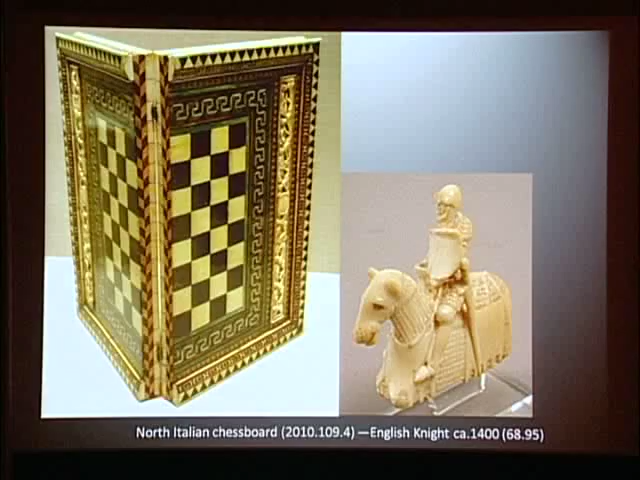 North Italian chessboard (2010.109.4) —English Knight ca.1400 (68.95)